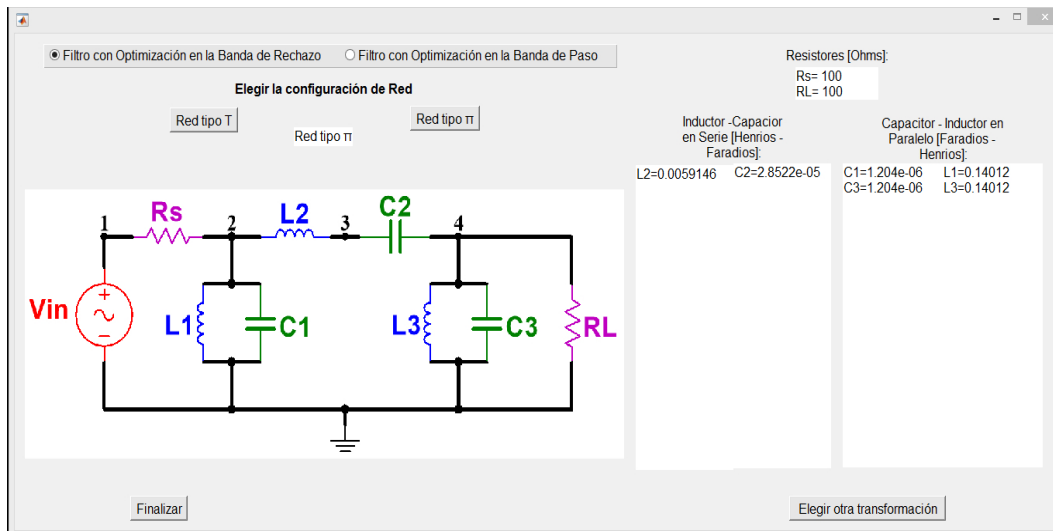 Filtro con Optimización en la Banda de Rechazo
Filtro con Optimización en la Banda de Paso
Elegir la configuración de Red
Red tipo T
Red tipo π
Red tipo π
Resistores [Ohms]:
Rs= 100
RL= 100
Inductor -Capacior
en Serie [Henrios -
Faradios]:
L2=0.0059146
C2=2.8522e-05
Capacitor - Inductor en
Paralelo [Faradios -
Henrios]:
C1=1.204e-06 L1=0.14012
C3=1.204e-06 L3=0.14012
1
Rs
2
L2
3
C2
4
Vin
L1
C1
L3
C3
RL
Finalizar
Elegir otra transformación